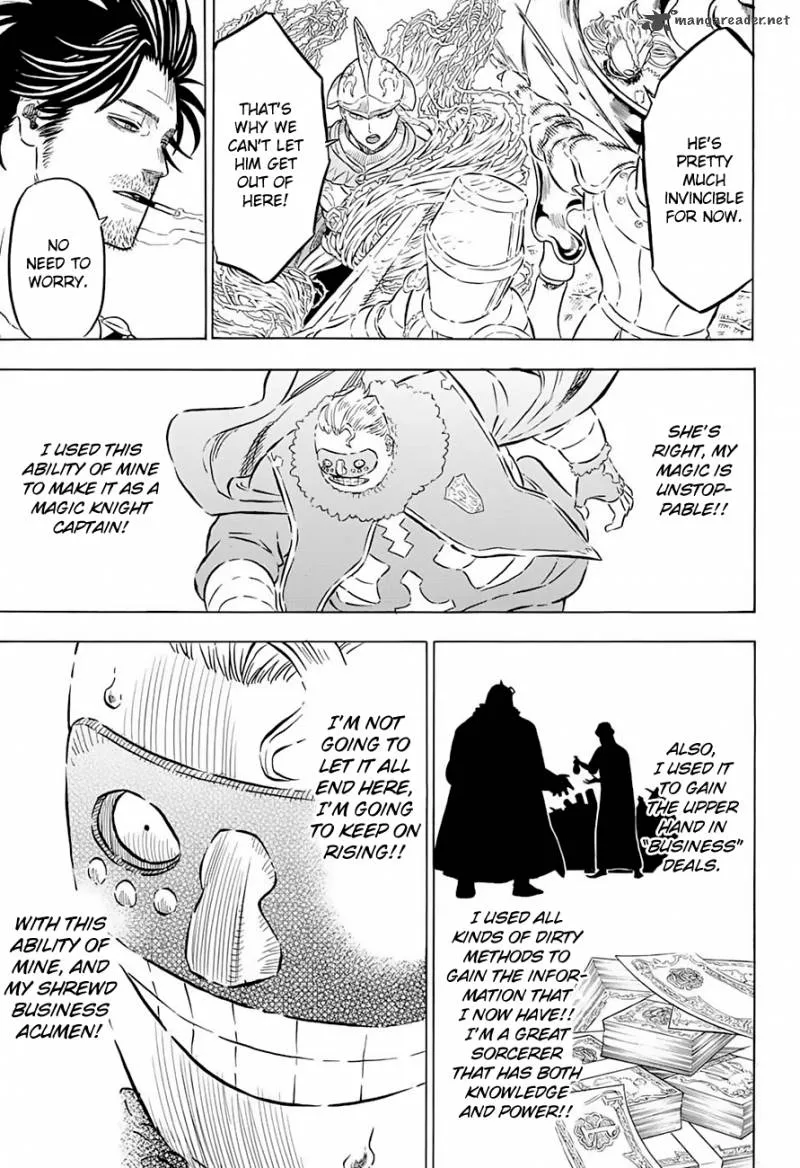 mangareader.net
HE'S
PRETTY
MUCH
INVINCIBLE
FOR NOW.
THAT'S
WHY WE
CAN'T LET
HIM GET
OUT OF
HERE!
NO
NEED TO
WORRY.
SHE'S
RIGHT, MY
MAGIC IS
UNSTOP-
PABLE!!
I USED THIS
ABILITY OF MINE
TO MAKE IT AS A
MAGIC KNIGHT
CAPTAIN!
ALSO,
I USED IT
TO GAIN
THE UPPER
HAND IN
"BUSINESS"
DEALS.
I USED ALL
KINDS OF DIRTY
METHODS TO
GAIN THE INFOR-
MATION THAT
I NOW HAVE!!
I'M A GREAT
SORCERER
THAT HAS BOTH
KNOWLEDGE
AND POWER!!
I'M NOT
GOING TO
LET IT ALL
END HERE,
I'M GOING
TO KEEP ON
RISING!!
WITH THIS
ABILITY OF
MINE, AND
MY SHREWD
BUSINESS
ACUMEN!